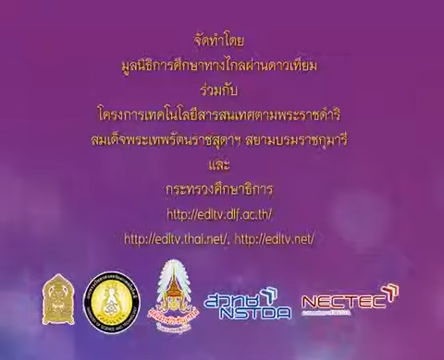 จัดทำโดย
มูลนิธิการศึกษาทางไกลผ่านดาวเทียม
ร่วมกับ
โครงการเทคโนโลยีสารสนเทศตามพระราชดำริ
สมเด็จพระเทพรัตนราชสุดาฯ สยามบรมราชกุมารี
และ
กระทรวงศึกษาธิการ
http://edltv.dlf.ac.th/
http://edltv.thai.net/, http://edltv.net/
สวทช NECTEC
NSTDA